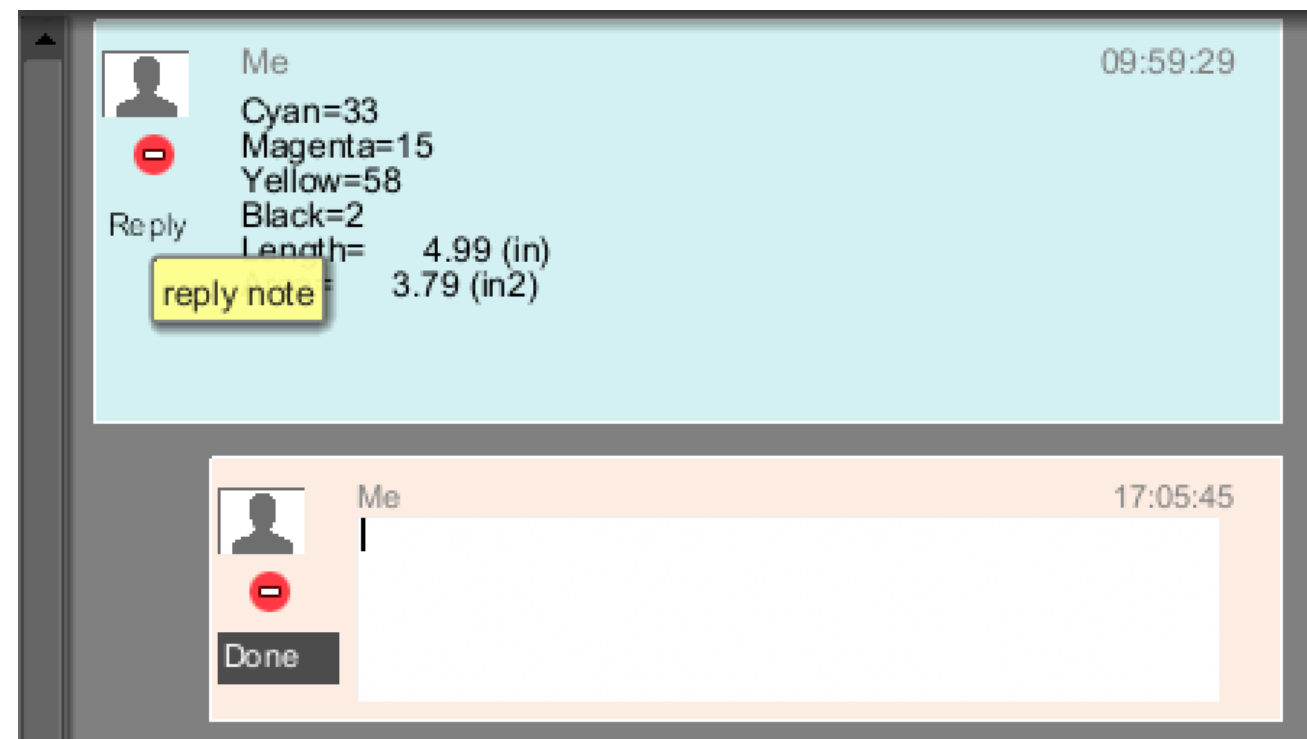 Me 09:59:29
Cyan=33
Magenta=15
Yellow=58
Reply Black=2
Length= 4.99 (in)
reply note = 3.79 (in2)
Me 17:05:45
Done